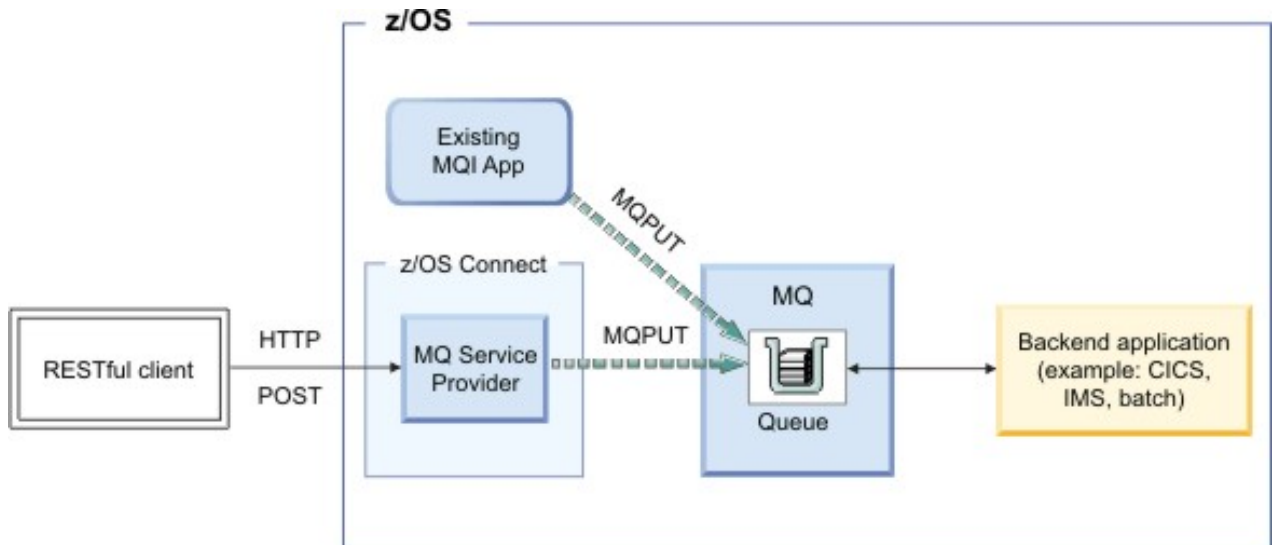 z/OS
Existing
MQI App
MQPUT
z/OS Connect
MQ
RESTful client
HTTP
POST
MQ Service
Provider
MQPUT
Queue
Backend application
(example: CICS,
IMS, batch)